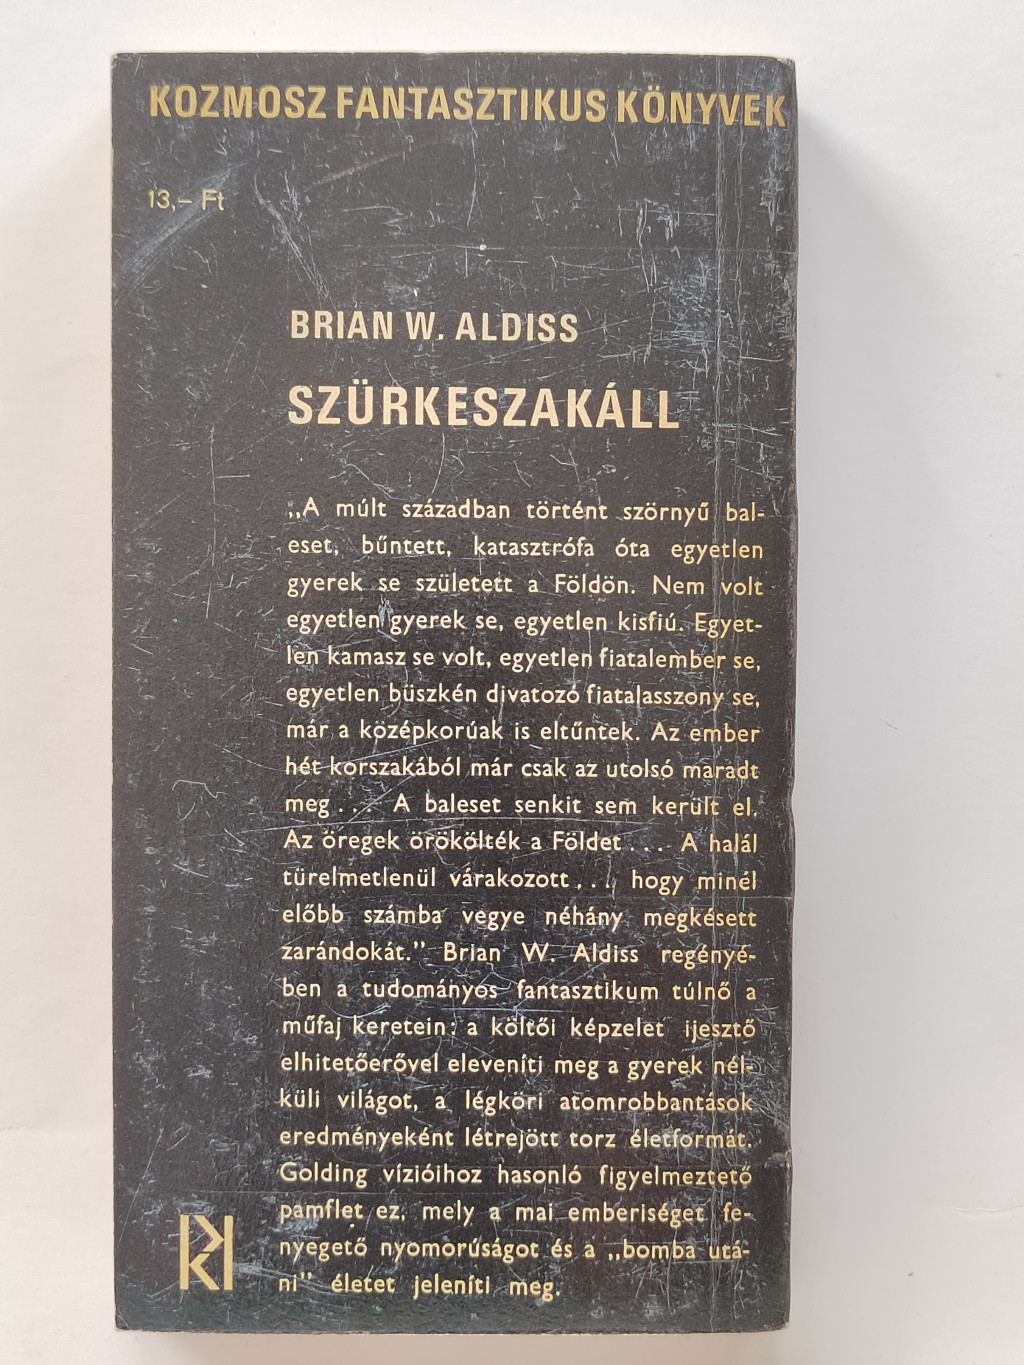 KOZMOSZ FANTASZTIKUS KÖNYVEK
13,– Ft
BRIAN W. ALDISS
SZÜRKESZAKÁLL
„A múlt században történt szörnyű bal-
eset, bűntett, katasztrófa óta egyetlen
gyerek se született a Földön. Nem volt
egyetlen gyerek se, egyetlen kisfiú. Egyet-
len kamasz se volt, egyetlen fiatalember se,
egyetlen büszkén divatozó fiatalasszony se,
már a középkorúak is eltűntek. Az ember
hét korszakából már csak az utolsó maradt
meg... A baleset senkit sem került el.
Az öregek örökölték a Földet... A halál
türelmetlenül várakozott... hogy minél
előbb számba vegye néhány megkésett
zarándokát." Brian W. Aldiss regényé-
ben a tudományos fantasztikum túlnő a
műfaj keretein: a költői képzelet ijesztő
elhitetőerővel eleveníti meg a gyerek nél-
küli világot, a légköri atomrobbantások
eredményeként létrejött torz életformát.
Golding vízióihoz hasonló figyelmeztető
pamflet ez, mely a mai emberiséget fe-
nyegető nyomorúságot és a „bomba utá-
ni" életet jeleníti meg.